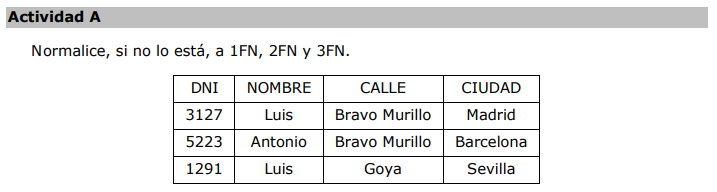 Actividad A
Normalice, si no lo está, a 1FN, 2FN y 3FN.
DNI NOMBRE CALLE CIUDAD
3127 Luis Bravo Murillo Madrid
5223 Antonio Bravo Murillo Barcelona
1291 Luis Goya Sevilla